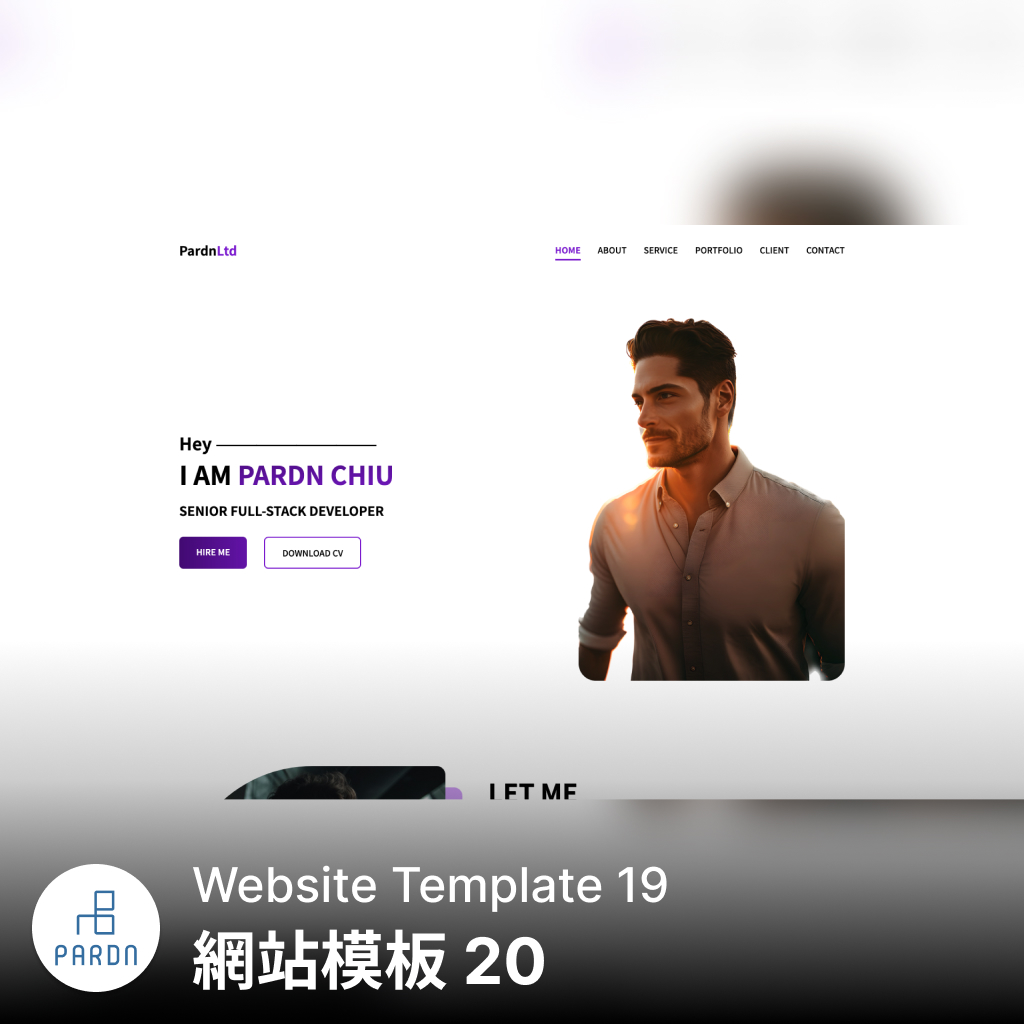 PardnLtd
HOME ABOUT SERVICE PORTFOLIO CLIENT CONTACT
Hey
I AM PARDN CHIU
SENIOR FULL-STACK DEVELOPER
HIRE ME DOWNLOAD CV
LET ME
PARDN
Website Template 19
網站模板 20